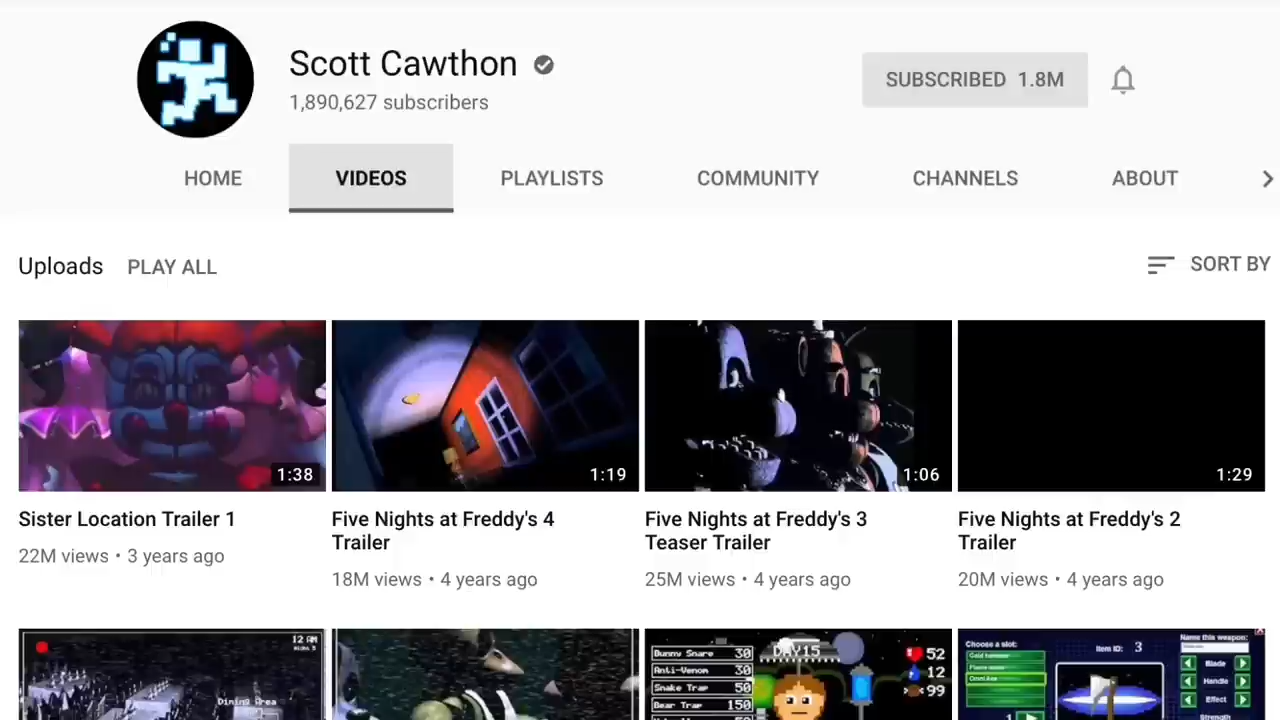 Scott Cawthon
1,890,627 subscribers
SUBSCRIBED 1.8M
HOME VIDEOS PLAYLISTS COMMUNITY CHANNELS ABOUT
Uploads PLAY ALL SORT BY
1:38 1:19 1:06 1:29
Sister Location Trailer 1
22M views • 3 years ago
Five Nights at Freddy's 4
Trailer
18M views • 4 years ago
Five Nights at Freddy's 3
Teaser Trailer
25M views • 4 years ago
Five Nights at Freddy's 2
Trailer
20M views • 4 years ago
12 AM
Dining Area
Bunny Snare 30
Anti-Venom 30
Snake Trap 50
Bear Trap 150
DAY15
52
12
99
Choose a slot:
Item ID: 3
Name this weapon:
Blade
Handle
Effect
Strength